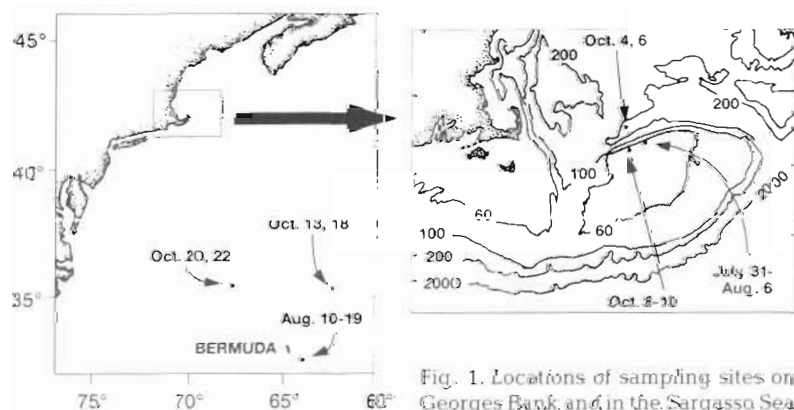 45°
40°
35°
75°
70°
65°
60°
Oct. 13, 18
Oct. 20, 22
Aug. 10-19
BERMUDA
Oct. 4, 6
200
200
100
60
60
100
200
2000
2000
July 31-
Aug. 6
Oct. 8-10
Fig. 1. Locations of sampling sites on
Georges Bank and in the Sargasso Sea